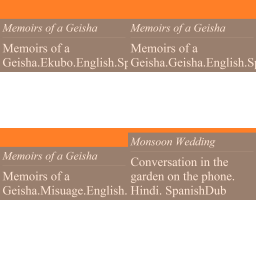 Memoirs of a Geisha
Memoirs of a
Geisha.Ekubo.English.Sp
Memoirs of a Geisha
Memoirs of a
Geisha.Geisha.English.S
Memoirs of a Geisha
Memoirs of a
Geisha.Misuage.English.
Monsoon Wedding
Conversation in the
garden on the phone.
Hindi. SpanishDub